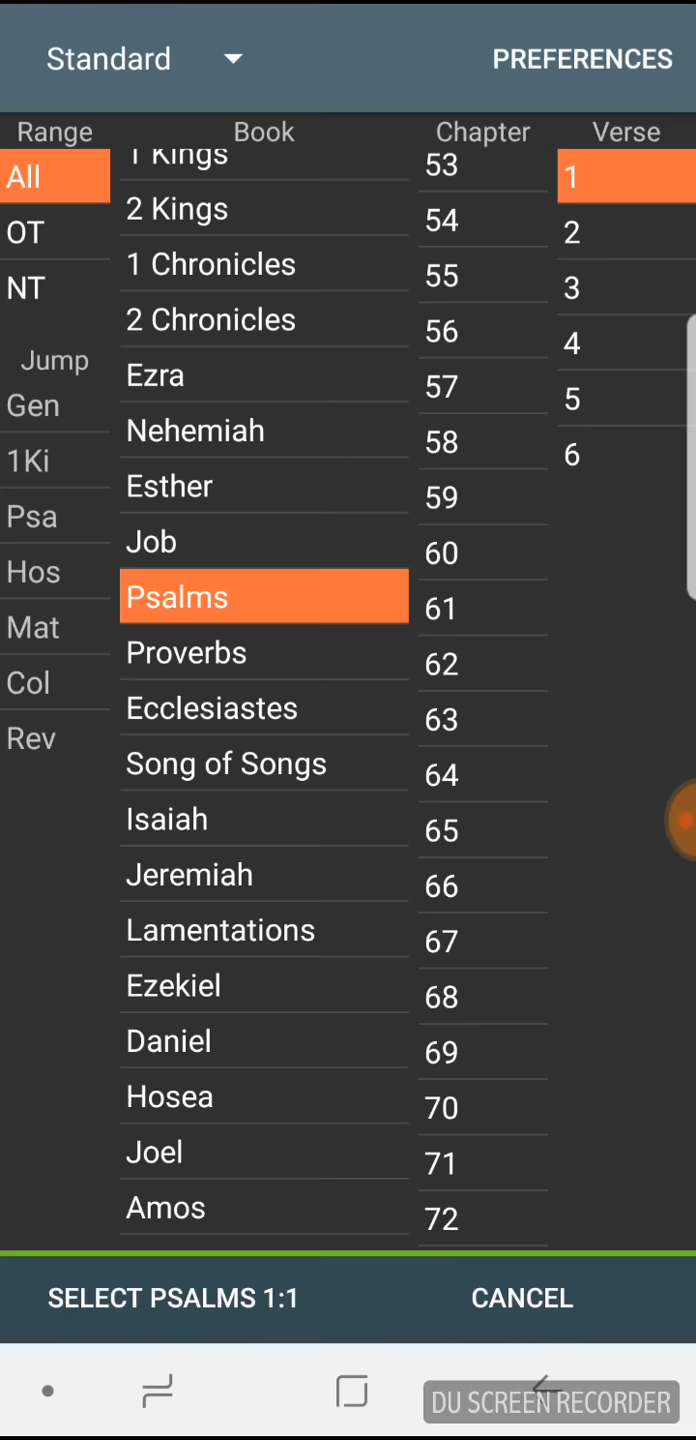 Standard
PREFERENCES
Range
Book
Chapter
Verse
All
OT
NT
Jump
Gen
1Ki
Psa
Hos
Mat
Col
Rev
1 Kings
2 Kings
1 Chronicles
2 Chronicles
Ezra
Nehemiah
Esther
Job
Psalms
Proverbs
Ecclesiastes
Song of Songs
Isaiah
Jeremiah
Lamentations
Ezekiel
Daniel
Hosea
Joel
Amos
53
54
55
56
57
58
59
60
61
62
63
64
65
66
67
68
69
70
71
72
1
2
3
4
5
6
SELECT PSALMS 1:1
CANCEL
DU SCREEN RECORDER